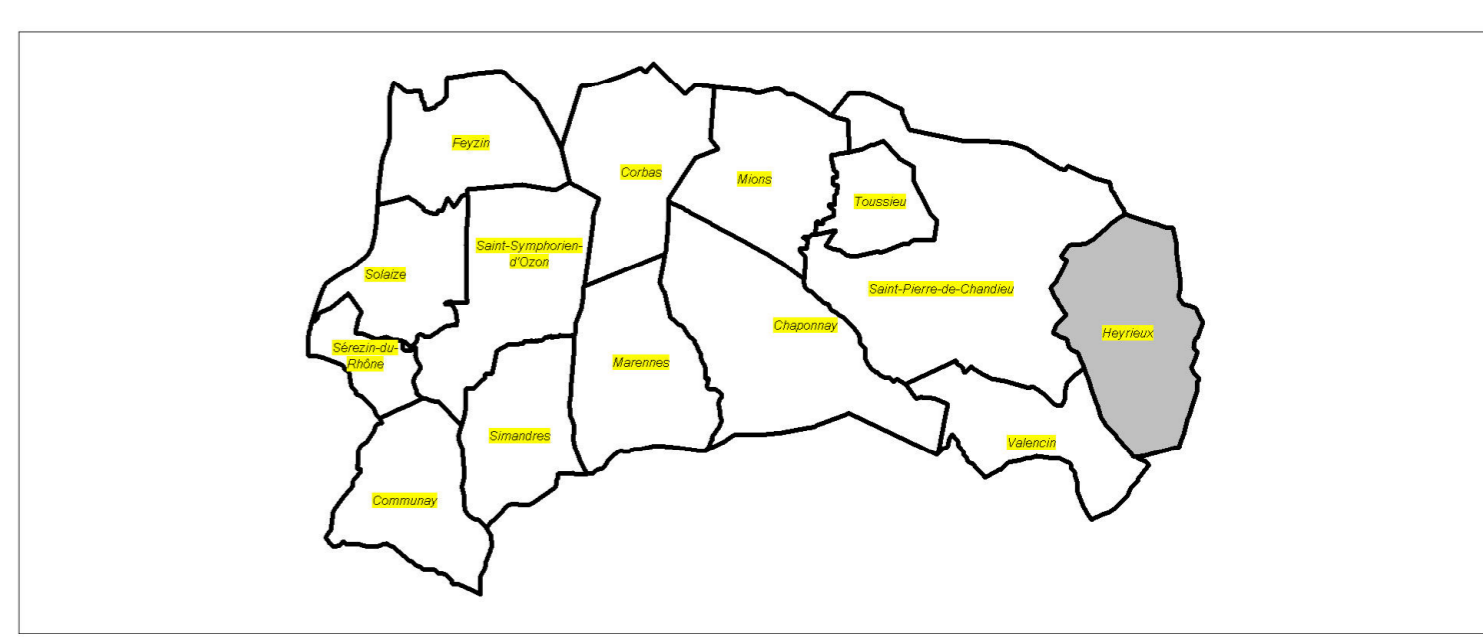 Feyzin
Corbas
Mions
Toussieu
Saint-Symphorien-
d'Ozon
Solaize
Saint-Pierre-de-Chandieu
Chaponnay
Heyrieux
Sérezin-du-
Rhône
Marennes
Simandres
Valencin
Communay